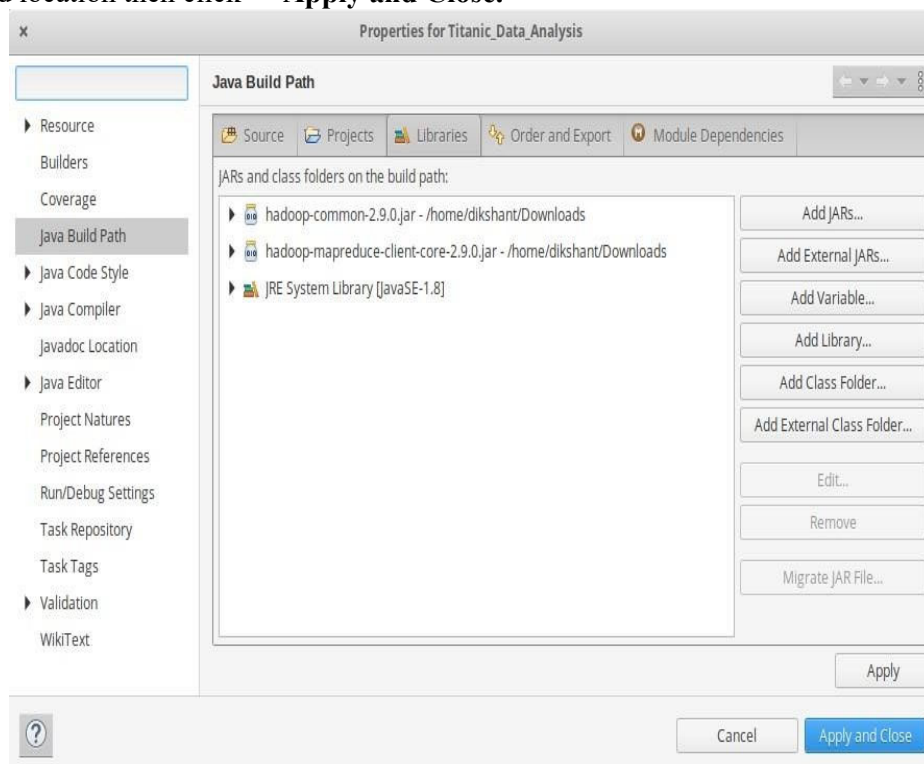 d location then click Apply and Close.
Properties for Titanic_Data_Analysis
Java Build Path
Resource
Builders
Coverage
Java Build Path
Java Code Style
Java Compiler
Javadoc Location
Java Editor
Project Natures
Project References
Run/Debug Settings
Task Repository
Task Tags
Validation
WikiText
Source Projects Libraries Order and Export Module Dependencies
JARs and class folders on the build path:
hadoop-common-2.9.0.jar - /home/dikshant/Downloads
hadoop-mapreduce-client-core-2.9.0.jar - /home/dikshant/Downloads
JRE System Library [JavaSE-1.8]
Add JARs...
Add External JARs...
Add Variable...
Add Library...
Add Class Folder...
Add External Class Folder...
Edit...
Remove
Migrate JAR File...
Apply
Cancel
Apply and Close